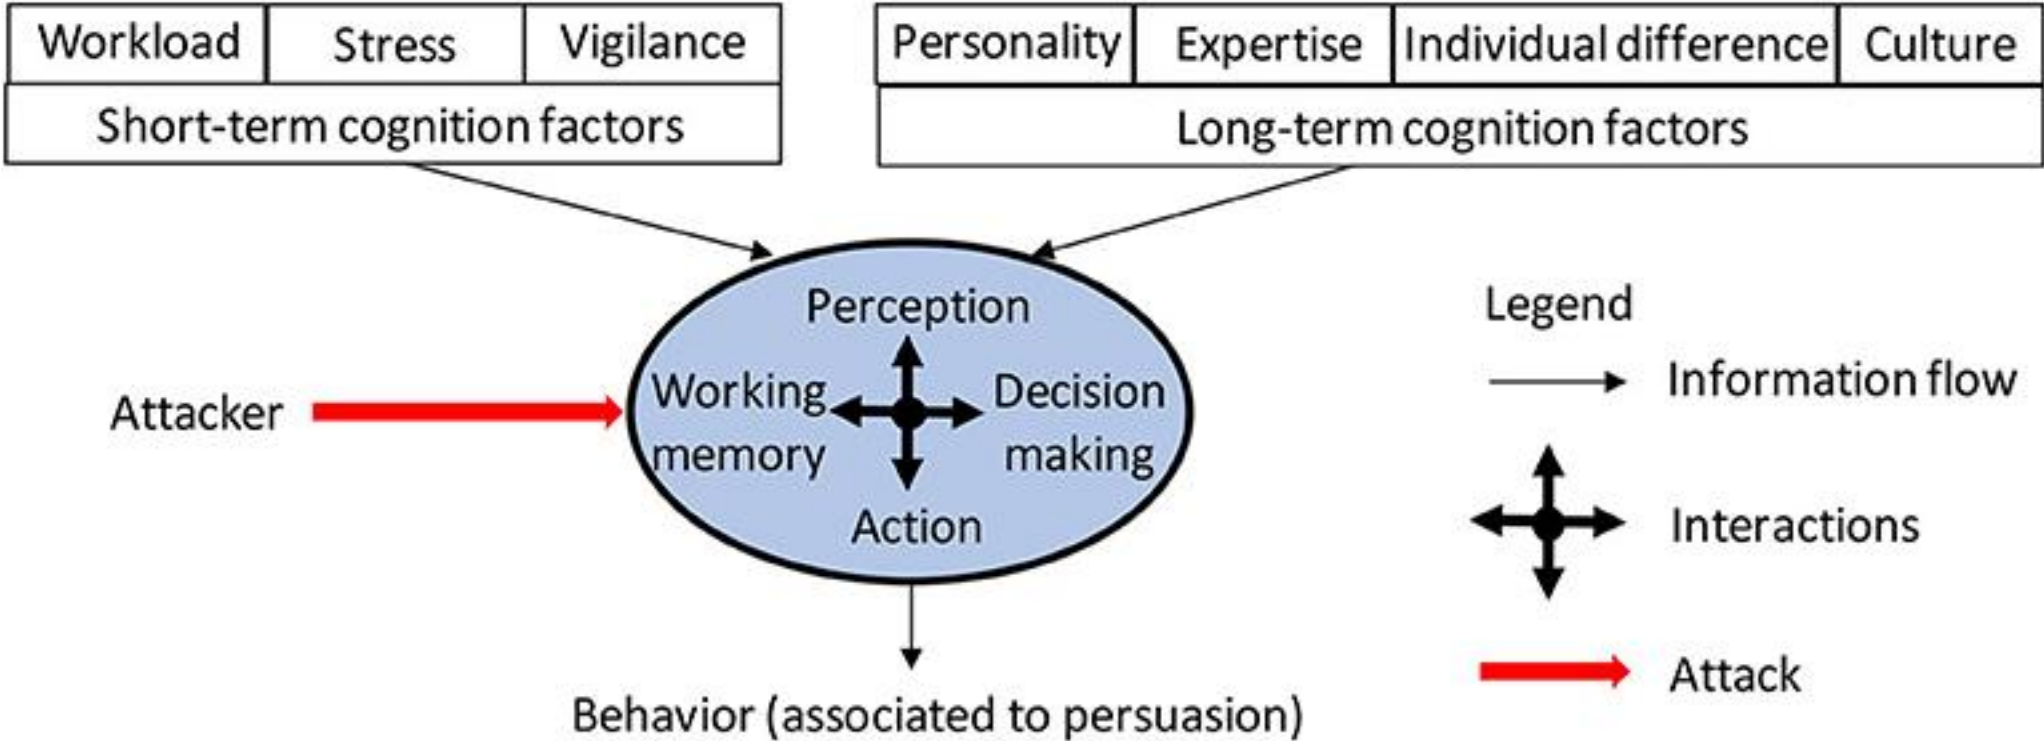 Workload Stress Vigilance
Short-term cognition factors
Personality Expertise Individual difference Culture
Long-term cognition factors
Attacker
Perception
Working
memory
Decision
making
Action
Behavior (associated to persuasion)
Legend
Information flow
Interactions
Attack